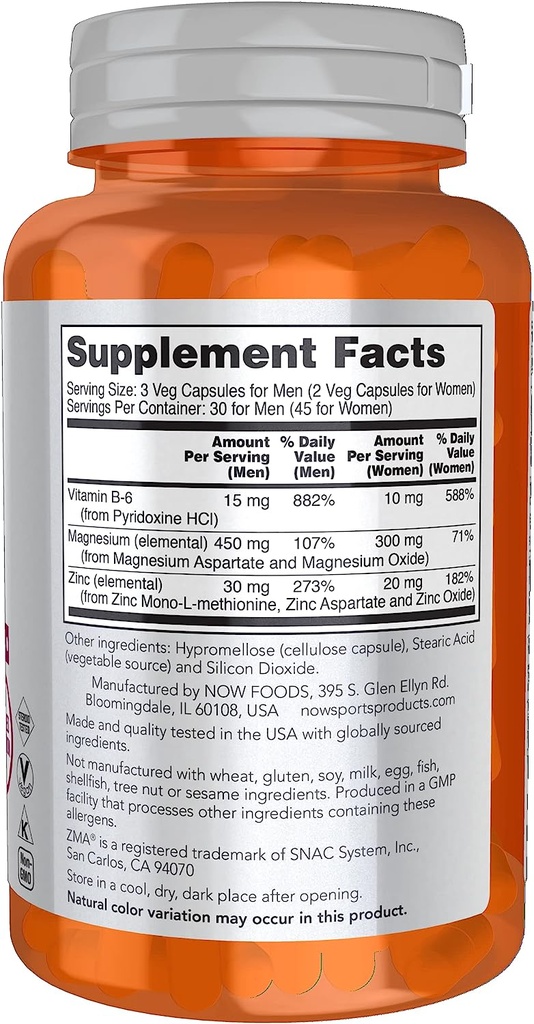 Supplement Facts
Serving Size: 3 Veg Capsules for Men (2 Veg Capsules for Women)
Servings Per Container: 30 for Men (45 for Women)
Amount Per Serving (Men) % Daily Value (Men) Amount Per Serving (Women) % Daily Value (Women)
Vitamin B-6 15 mg 882% 10 mg 588%
(from Pyridoxine HCl)
Magnesium (elemental) 450 mg 107% 300 mg 71%
(from Magnesium Aspartate and Magnesium Oxide)
Zinc (elemental) 30 mg 273% 20 mg 182%
(from Zinc Mono-L-methionine, Zinc Aspartate and Zinc Oxide)
Other ingredients: Hypromellose (cellulose capsule), Stearic Acid
(vegetable source) and Silicon Dioxide.
Manufactured by NOW FOODS, 395 S. Glen Ellyn Rd.
Bloomingdale, IL 60108, USA nowsportsproducts.com
Made and quality tested in the USA with globally sourced
ingredients.
Not manufactured with wheat, gluten, soy, milk, egg, fish,
shellfish, tree nut or sesame ingredients. Produced in a GMP
facility that processes other ingredients containing these
allergens.
ZMA® is a registered trademark of SNAC System, Inc.,
San Carlos, CA 94070
Store in a cool, dry, dark place after opening.
Natural color variation may occur in this product.
V
K
Non-
GMO